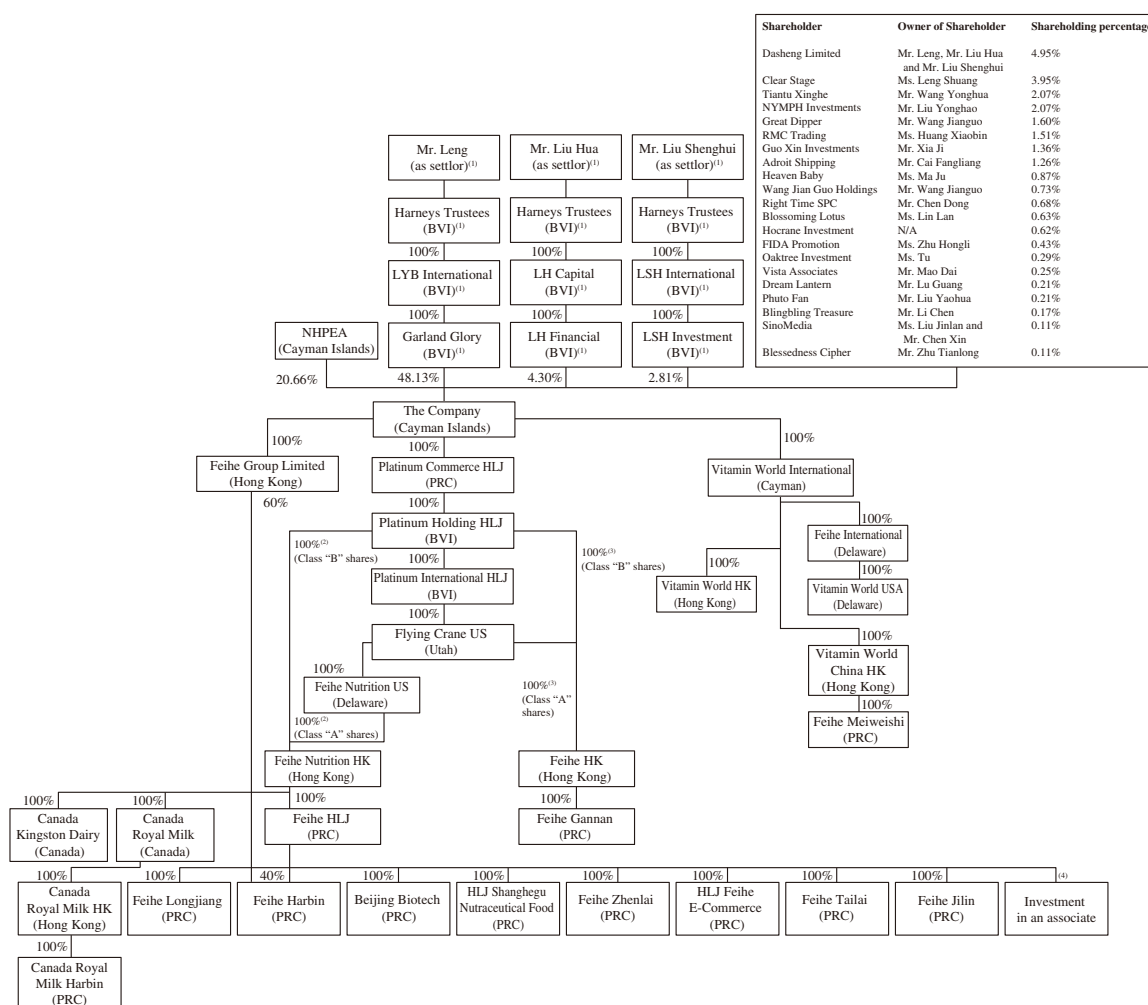 Shareholder Owner of Shareholder Shareholding percentage
Dasheng Limited Mr. Leng, Mr. Liu Hua 4.95%
and Mr. Liu Shenghui
Clear Stage Ms. Leng Shuang 3.95%
Tiantu Xinghe Mr. Wang Yonghua 2.07%
NYMPH Investments Mr. Liu Yonghao 2.07%
Great Dipper Mr. Wang Jianguo 1.60%
RMC Trading Ms. Huang Xiaobin 1.51%
Guo Xin Investments Mr. Xia Ji 1.36%
Adroit Shipping Mr. Cai Fangliang 1.26%
Heaven Baby Ms. Ma Ju 0.87%
Wang Jian Guo Holdings Mr. Wang Jianguo 0.73%
Right Time SPC Mr. Chen Dong 0.68%
Blossoming Lotus Ms. Lin Lan 0.63%
Hocrane Investment N/A 0.62%
FIDA Promotion Ms. Zhu Hongli 0.43%
Oaktree Investment Ms. Tu 0.29%
Vista Associates Mr. Mao Dai 0.25%
Dream Lantern Mr. Lu Guang 0.21%
Phuto Fan Mr. Liu Yaohua 0.21%
Blingbling Treasure Mr. Li Chen 0.17%
SinoMedia Ms. Liu Jinlan and 0.11%
Mr. Chen Xin
Blessedness Cipher Mr. Zhu Tianlong 0.11%
Mr. Leng Mr. Liu Hua Mr. Liu Shenghui
(as settlor)(1) (as settlor)(1) (as settlor)(1)
Harneys Trustees Harneys Trustees Harneys Trustees
(BVI)(1) (BVI)(1) (BVI)(1)
100% 100% 100%
LYB International LH Capital LSH International
(BVI)(1) (BVI)(1) (BVI)(1)
100% 100% 100%
NHPEA Garland Glory LH Financial LSH Investment
(Cayman Islands) (BVI)(1) (BVI)(1) (BVI)(1)
20.66% 48.13% 4.30% 2.81%
The Company
(Cayman Islands)
100% 100% 100%
Feihe Group Limited Platinum Commerce HLJ Vitamin World International
(Hong Kong) (PRC) (Cayman)
60% 100% 100%
Platinum Holding HLJ Feihe International
(BVI) (Delaware)
100%(2) 100% 100%(3) 100% 100%
(Class “B” shares) (Class “B” shares)
Platinum International HLJ Vitamin World HK Vitamin World USA
(BVI) (Hong Kong) (Delaware)
100%
Flying Crane US 100%
(Utah)
Vitamin World
China HK
(Hong Kong)
100% 100%(3)
(Class “A”
shares)
Feihe Nutrition US 100%
(Delaware) Feihe Meiweishi
100%(2) (PRC)
(Class “A” shares)
Feihe Nutrition HK Feihe HK
(Hong Kong) (Hong Kong)
100% 100% 100% 100%
Canada Canada Feihe HLJ Feihe Gannan
Kingston Dairy Royal Milk (PRC) (PRC)
(Canada) (Canada)
100% 100% 40% 100% 100% 100% 100% 100% 100% (4)
Canada Feihe Longjiang Feihe Harbin Beijing Biotech HLJ Shanghegu Feihe Zhenlai HLJ Feihe Feihe Tailai Feihe Jilin Investment
Royal Milk HK (PRC) (PRC) (PRC) Nutraceutical Food (PRC) E-Commerce (PRC) (PRC) in an associate
(Hong Kong) (PRC) (PRC)
100%
Canada Royal
Milk Harbin
(PRC)